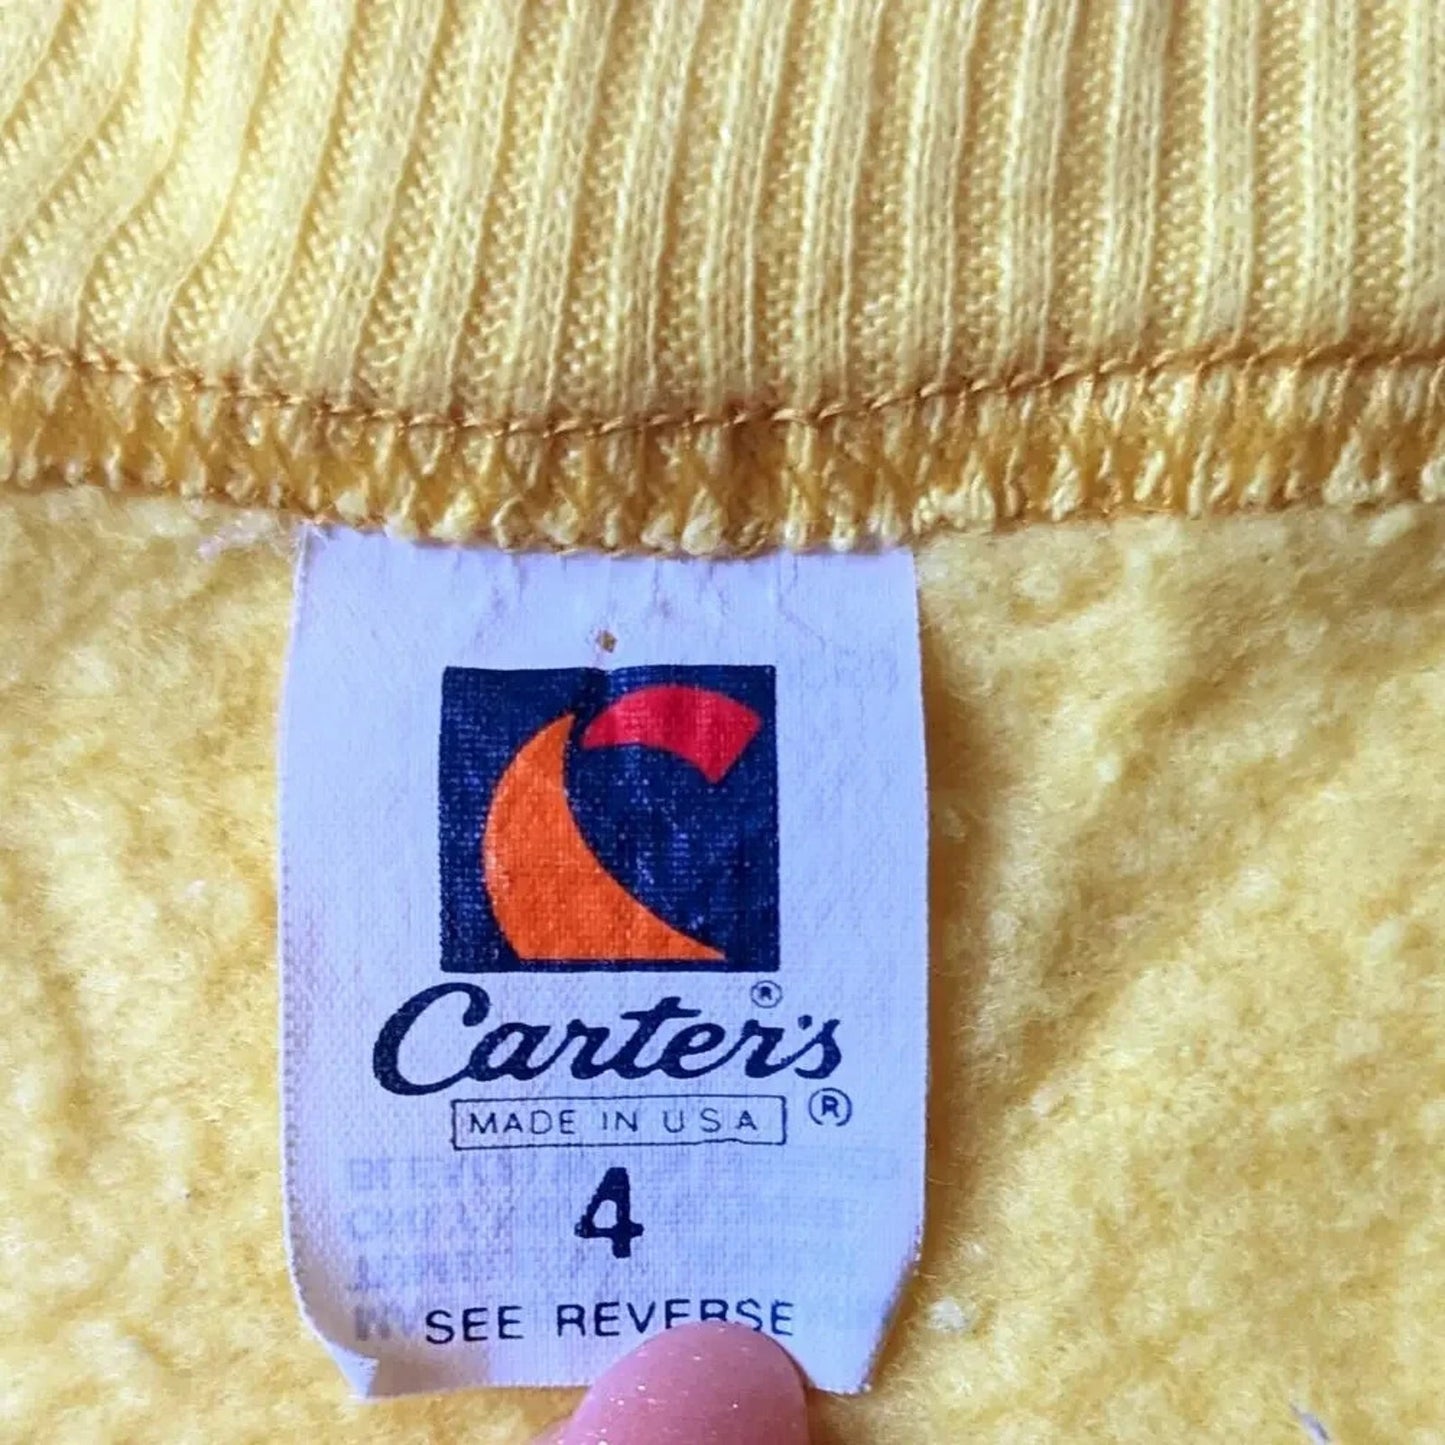 Carter's ®
MADE IN USA ®
4
SEE REVERSE